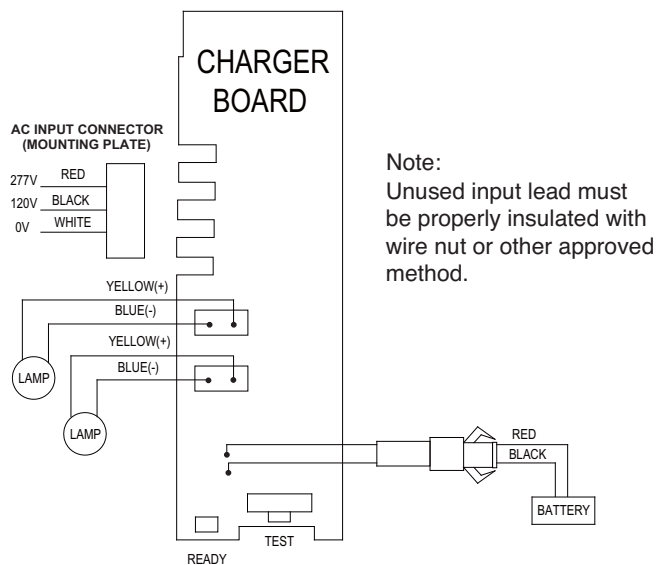 CHARGER
BOARD
AC INPUT CONNECTOR
(MOUNTING PLATE)
277V RED
120V BLACK
0V WHITE
Note:
Unused input lead must
be properly insulated with
wire nut or other approved
method.
YELLOW(+)
BLUE(-)
YELLOW(+)
BLUE(-)
LAMP
LAMP
RED
BLACK
BATTERY
TEST
READY